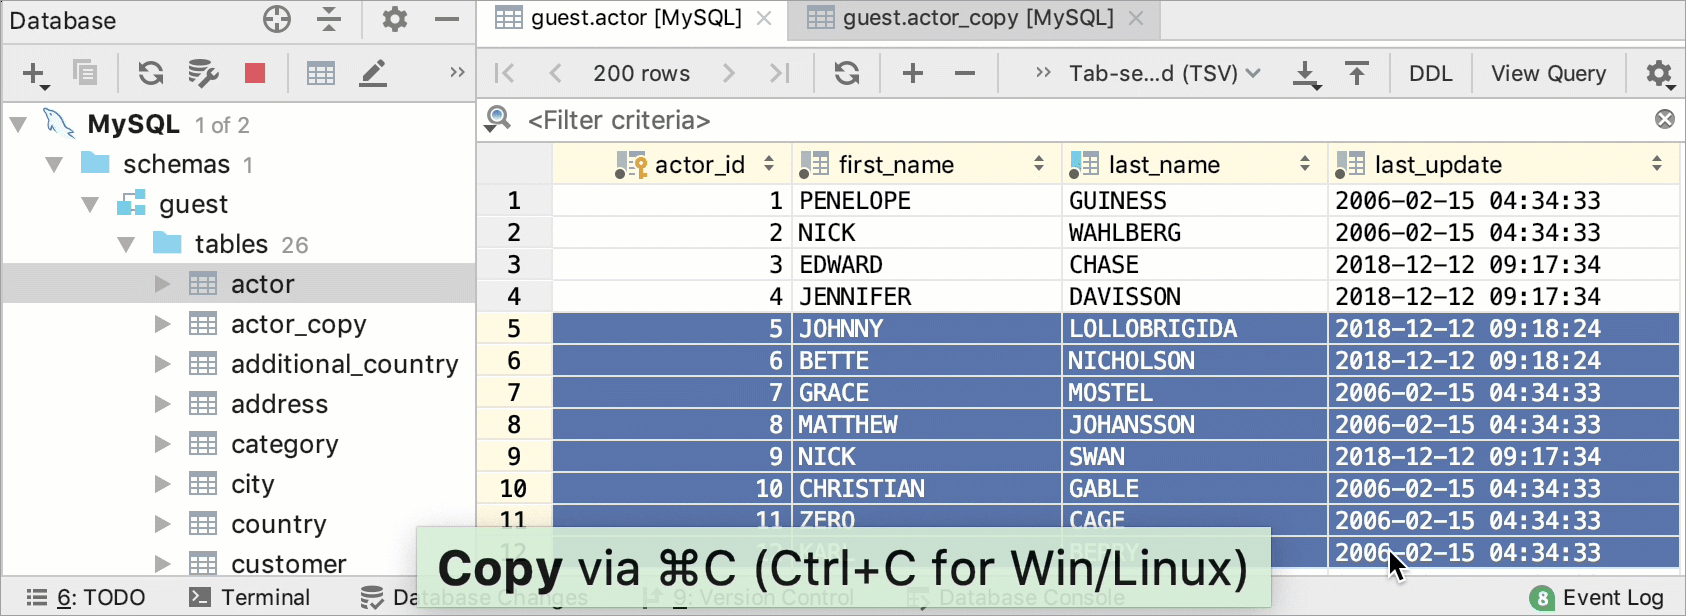 Database
guest.actor [MySQL]
guest.actor_copy [MySQL]
200 rows
Tab-se...d (TSV)
DDL
View Query
MySQL 1 of 2
schemas 1
guest
tables 26
actor
actor_copy
additional_country
address
category
city
country
customer
<Filter criteria>
actor_id first_name last_name last_update
1 1 PENELOPE GUINESS 2006-02-15 04:34:33
2 2 NICK WAHLBERG 2006-02-15 04:34:33
3 3 EDWARD CHASE 2018-12-12 09:17:34
4 4 JENNIFER DAVISSON 2018-12-12 09:17:34
5 5 JOHNNY LOLLOBRIGIDA 2018-12-12 09:18:24
6 6 BETTE NICHOLSON 2018-12-12 09:18:24
7 7 GRACE MOSTEL 2006-02-15 04:34:33
8 8 MATTHEW JOHANSSON 2006-02-15 04:34:33
9 9 NICK SWAN 2018-12-12 09:17:34
10 10 CHRISTIAN GABLE 2006-02-15 04:34:33
11 11 ZERO CAGE 2006-02-15 04:34:33
12 12 KARL BERRY 2006-02-15 04:34:33
Copy via ⌘C (Ctrl+C for Win/Linux)
6: TODO
Terminal
Database Changes
9: Version Control
Database Console
8 Event Log